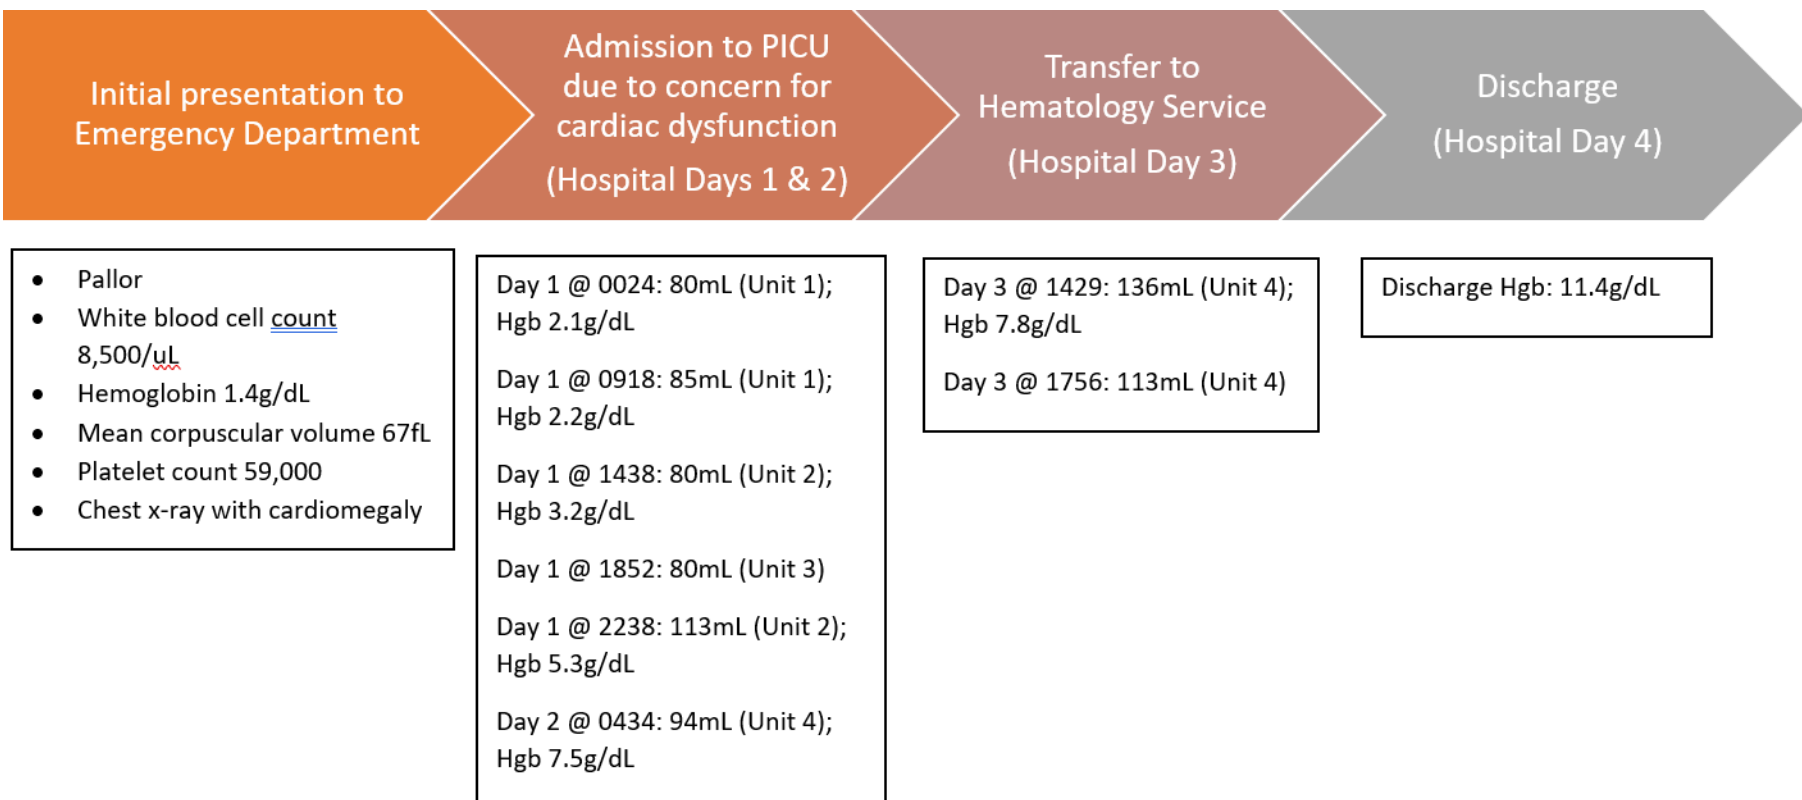 Initial presentation to
Emergency Department
Admission to PICU
due to concern for
cardiac dysfunction
(Hospital Days 1 & 2)
Transfer to
Hematology Service
(Hospital Day 3)
Discharge
(Hospital Day 4)
• Pallor
• White blood cell count
8,500/uL
• Hemoglobin 1.4g/dL
• Mean corpuscular volume 67fL
• Platelet count 59,000
• Chest x-ray with cardiomegaly
Day 1 @ 0024: 80mL (Unit 1);
Hgb 2.1g/dL
Day 1 @ 0918: 85mL (Unit 1);
Hgb 2.2g/dL
Day 1 @ 1438: 80mL (Unit 2);
Hgb 3.2g/dL
Day 1 @ 1852: 80mL (Unit 3)
Day 1 @ 2238: 113mL (Unit 2);
Hgb 5.3g/dL
Day 2 @ 0434: 94mL (Unit 4);
Hgb 7.5g/dL
Day 3 @ 1429: 136mL (Unit 4);
Hgb 7.8g/dL
Day 3 @ 1756: 113mL (Unit 4)
Discharge Hgb: 11.4g/dL